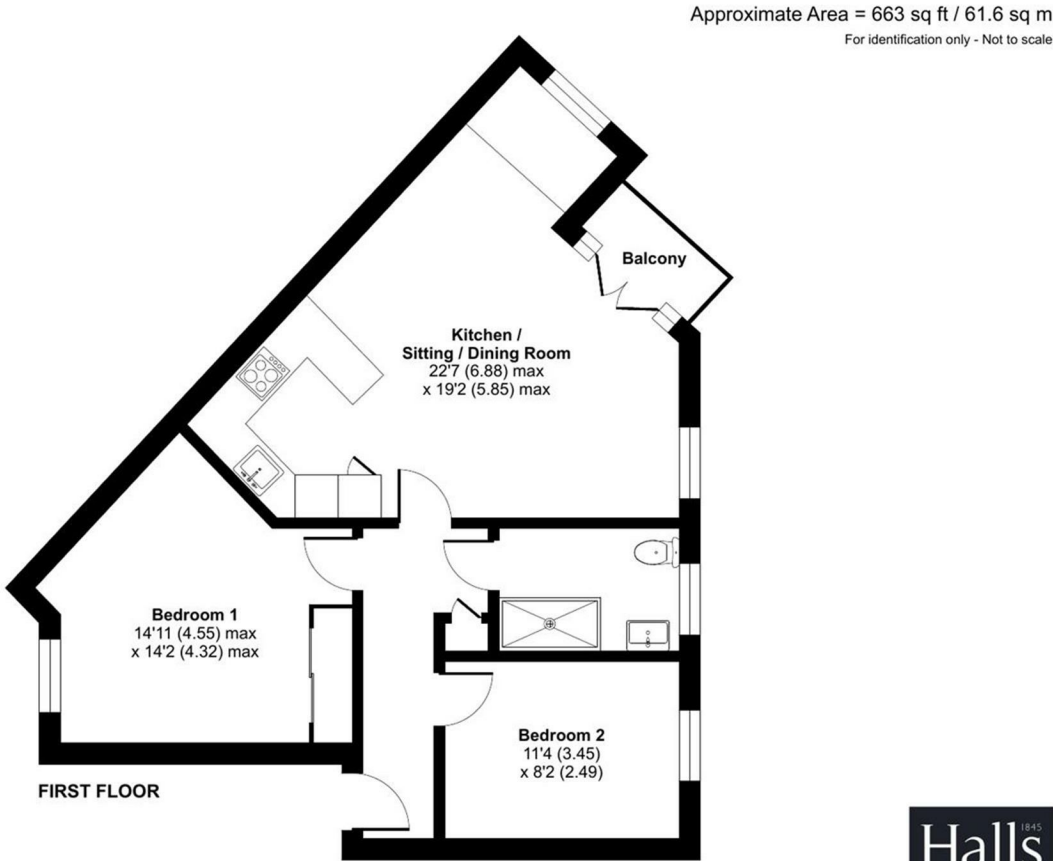 Approximate Area = 663 sq ft / 61.6 sq m
For identification only - Not to scale
Balcony
Kitchen /
Sitting / Dining Room
22'7 (6.88) max
x 19'2 (5.85) max
Bedroom 1
14'11 (4.55) max
x 14'2 (4.32) max
Bedroom 2
11'4 (3.45)
x 8'2 (2.49)
FIRST FLOOR
1845
Halls